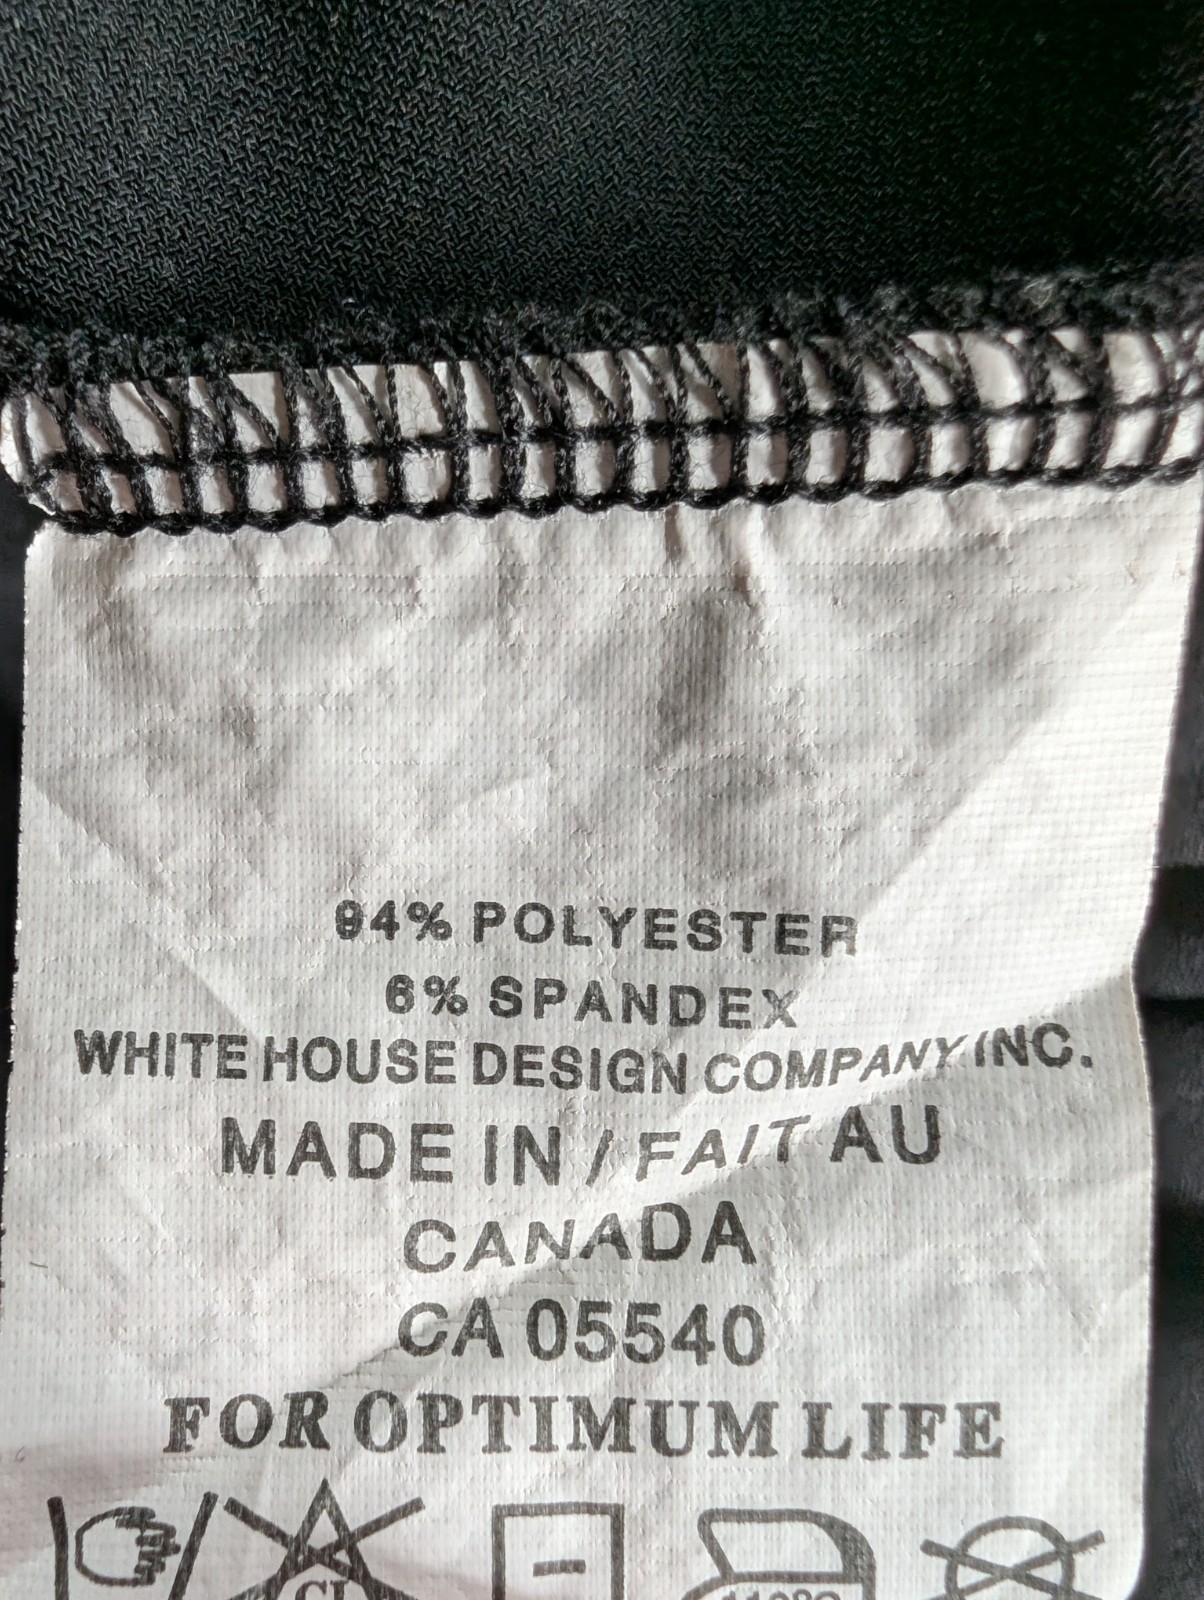 94% POLYESTER
6% SPANDEX
WHITE HOUSE DESIGN COMPANY INC.
MADE IN / FAIT AU
CANADA
CA 05540
FOR OPTIMUM LIFE
CL